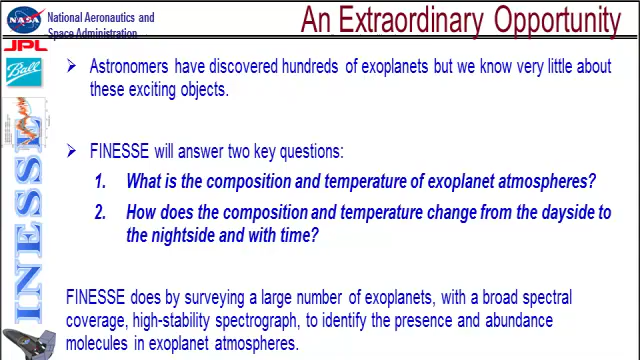 NASA
National Aeronautics and
Space Administration
An Extraordinary Opportunity
JPL
Ball
INESSE
➢ Astronomers have discovered hundreds of exoplanets but we know very little about
these exciting objects.
➢ FINESSE will answer two key questions:
1. What is the composition and temperature of exoplanet atmospheres?
2. How does the composition and temperature change from the dayside to
the nightside and with time?
FINESSE does by surveying a large number of exoplanets, with a broad spectral
coverage, high-stability spectrograph, to identify the presence and abundance
molecules in exoplanet atmospheres.